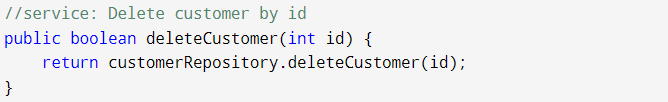 //service: Delete customer by id
public boolean deleteCustomer(int id) {
    return customerRepository.deleteCustomer(id);
}